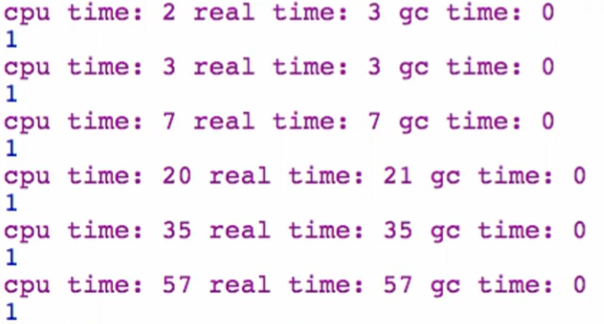 cpu time: 2 real time: 3 gc time: 0
1
cpu time: 3 real time: 3 gc time: 0
1
cpu time: 7 real time: 7 gc time: 0
1
cpu time: 20 real time: 21 gc time: 0
1
cpu time: 35 real time: 35 gc time: 0
1
cpu time: 57 real time: 57 gc time: 0
1